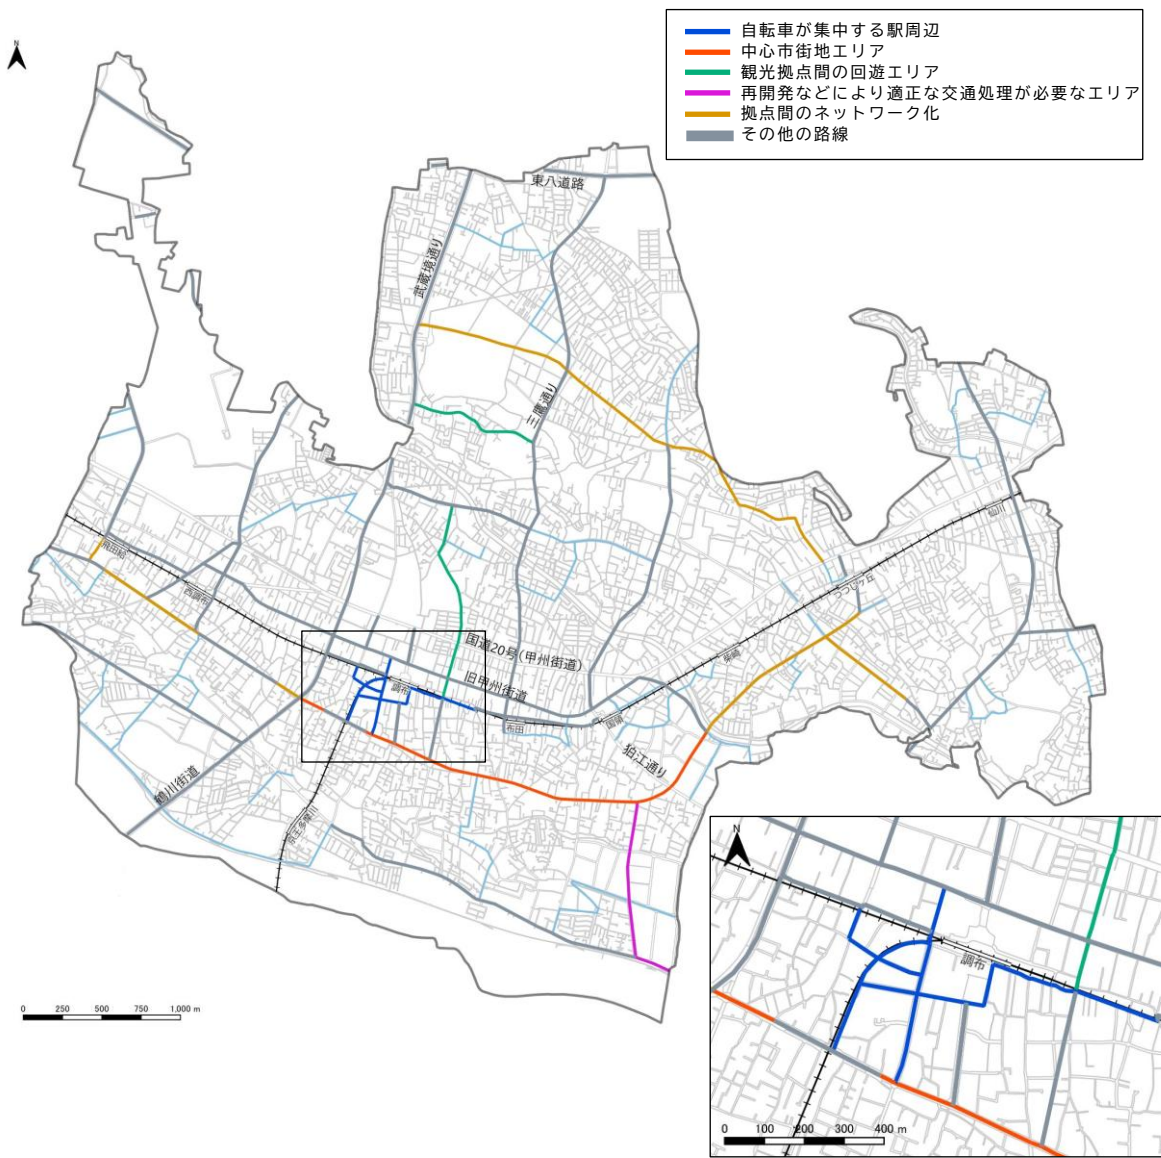 N
自転車が集中する駅周辺
中心市街地エリア
観光拠点間の回遊エリア
再開発などにより適正な交通処理が必要なエリア
拠点間のネットワーク化
その他の路線
東八道路
武蔵境通り
三鷹通り
仙川
飛田給
つつじヶ丘
西調布
国道20号(甲州街道)
柴崎
旧甲州街道
調布
国領
布田
狛江通り
鶴川街道
京王多摩川
0 250 500 750 1,000 m
N
調布
0 100 200 300 400 m